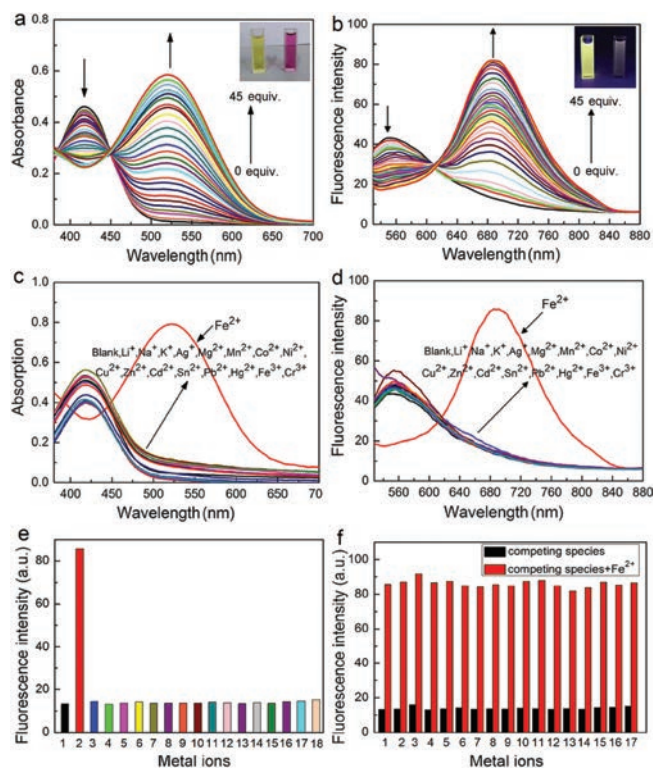 a
0.8
0.6
0.4
0.2
0.0
Absorbance
45 equiv.
0 equiv.
400 450 500 550 600 650 700
Wavelength (nm)
b
100
80
60
40
20
0
Fluorescence intensity
45 equiv.
0 equiv.
560 600 640 680 720 760 800 840 880
Wavelength (nm)
c
1.0
0.8
0.6
0.4
0.2
0.0
Absorption
Fe2+
Blank,Li+,Na+,K+,Ag+,Mg2+,Mn2+,Co2+,Ni2+,
Cu2+,Zn2+,Cd2+,Sn2+,Pb2+,Hg2+,Fe3+,Cr3+
400 450 500 550 600 650 70
Wavelength (nm)
d
100
80
60
40
20
0
Fluorescence intensity
Fe2+
Blank,Li+,Na+,K+,Ag+,Mg2+,Mn2+,Co2+,Ni2+
Cu2+,Zn2+,Cd2+,Sn2+,Pb2+,Hg2+,Fe3+,Cr3+
560 600 640 680 720 760 800 840 880
Wavelength (nm)
e
80
60
40
20
0
Fluorescence intensity (a.u.)
1 2 3 4 5 6 7 8 9 10 11 12 13 14 15 16 17 18
Metal ions
f
100
80
60
40
20
0
Fluorescence intensity (a.u.)
competing species
competing species+Fe2+
1 2 3 4 5 6 7 8 9 10 11 12 13 14 15 16 17
Metal ions